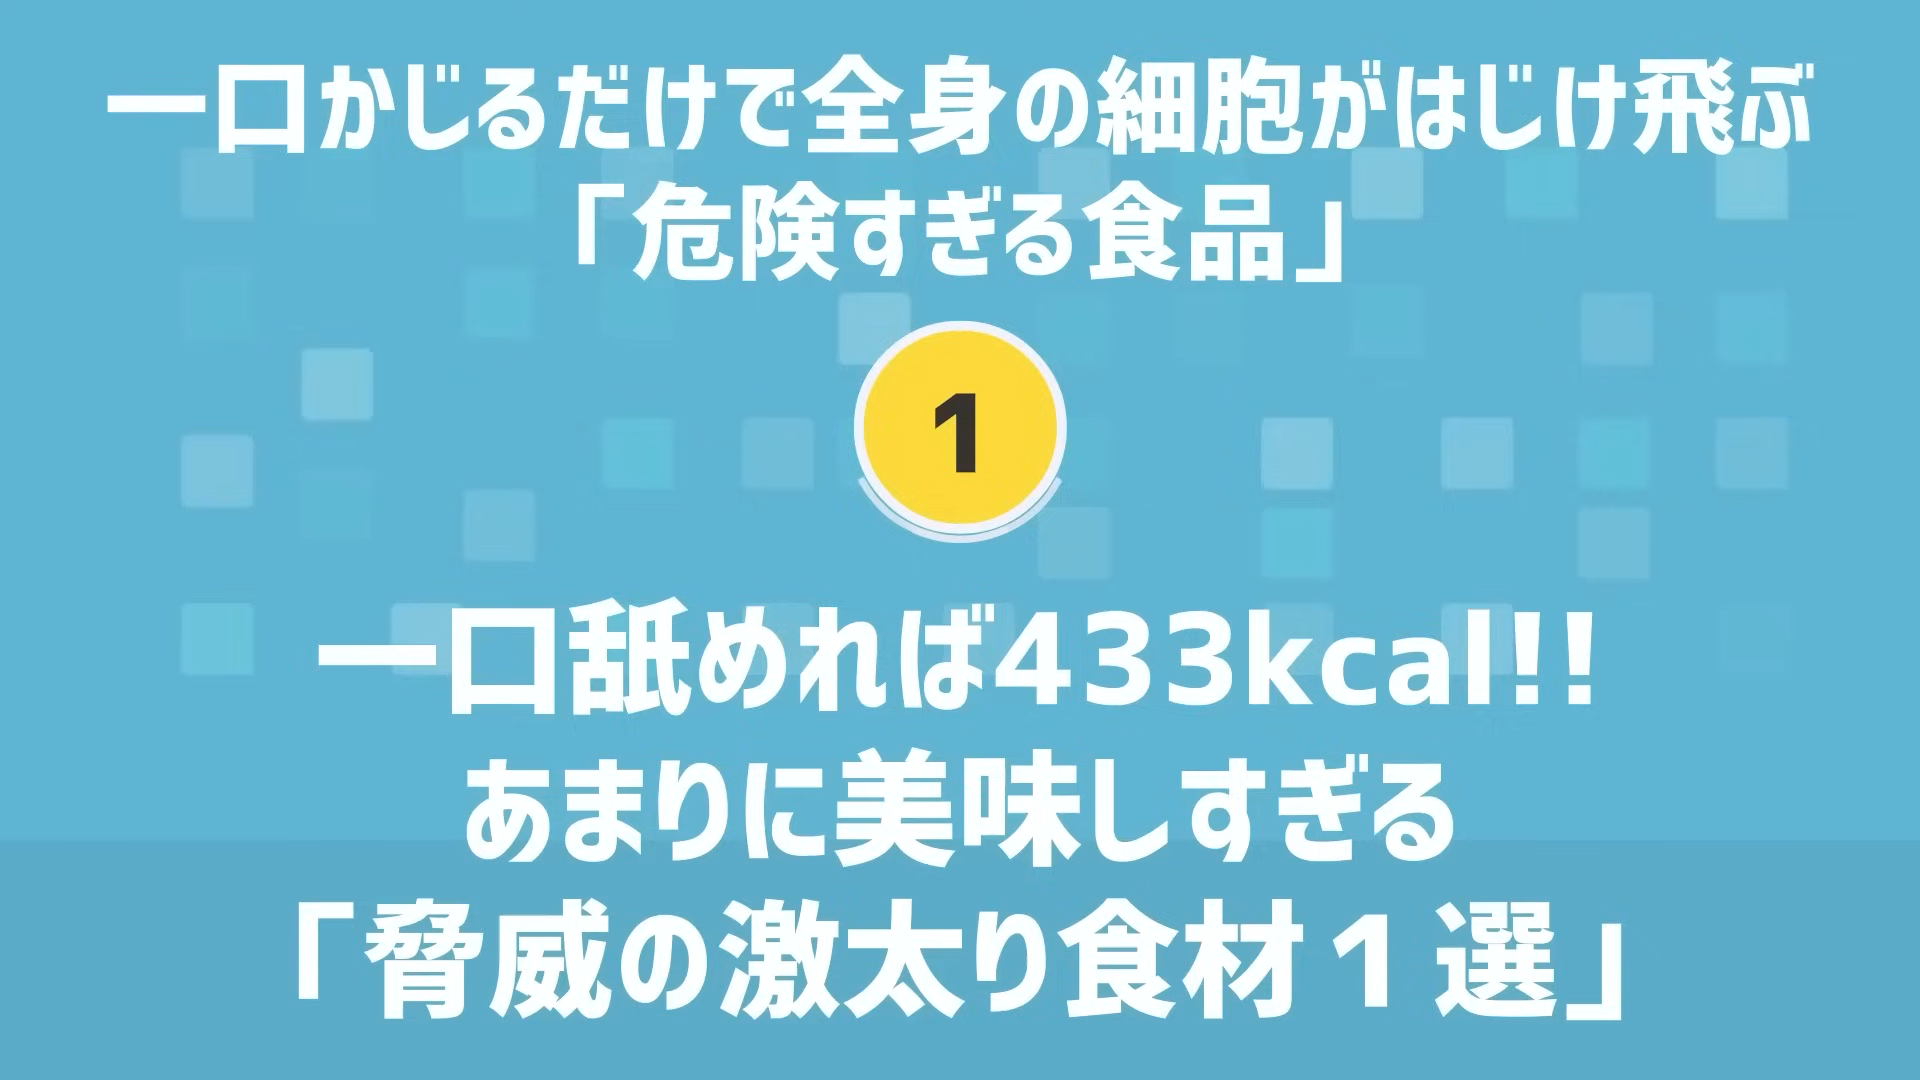 一口かじるだけで全身の細胞がはじけ飛ぶ
「危険すぎる食品」
1
一口舐めれば433kcal!!
あまりに美味しすぎる
「脅威の激太り食材１選」